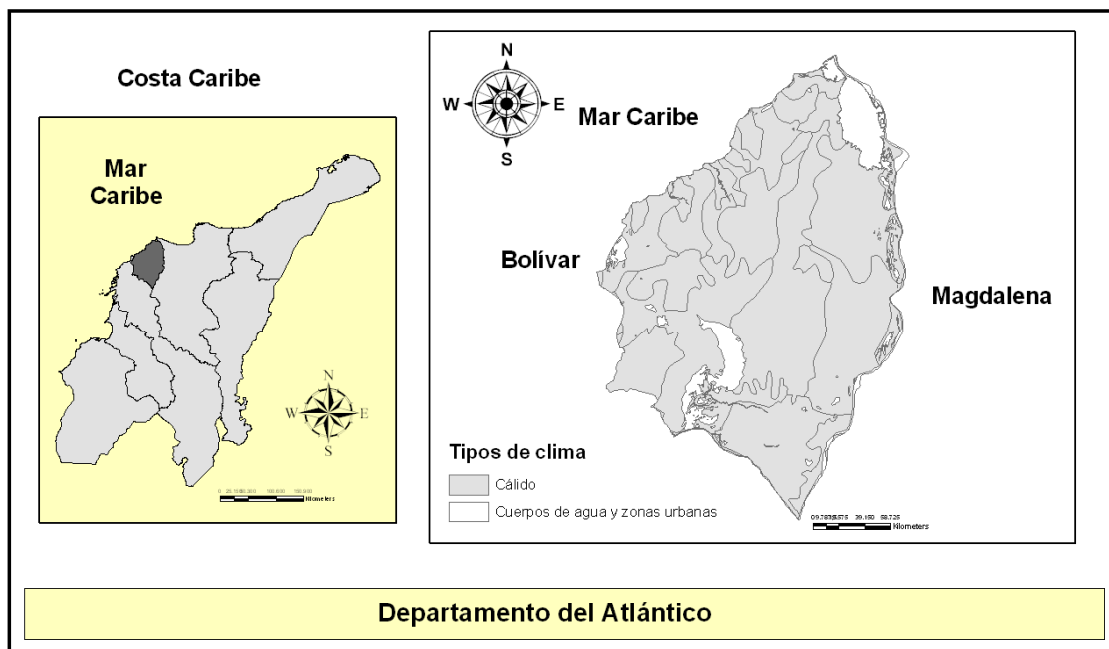 Costa Caribe
Mar
Caribe
N
W
E
S
Kilometers
N
W
E
S
Mar Caribe
Bolívar
Magdalena
Tipos de clima
Cálido
Cuerpos de agua y zonas urbanas
Kilometers
Departamento del Atlántico